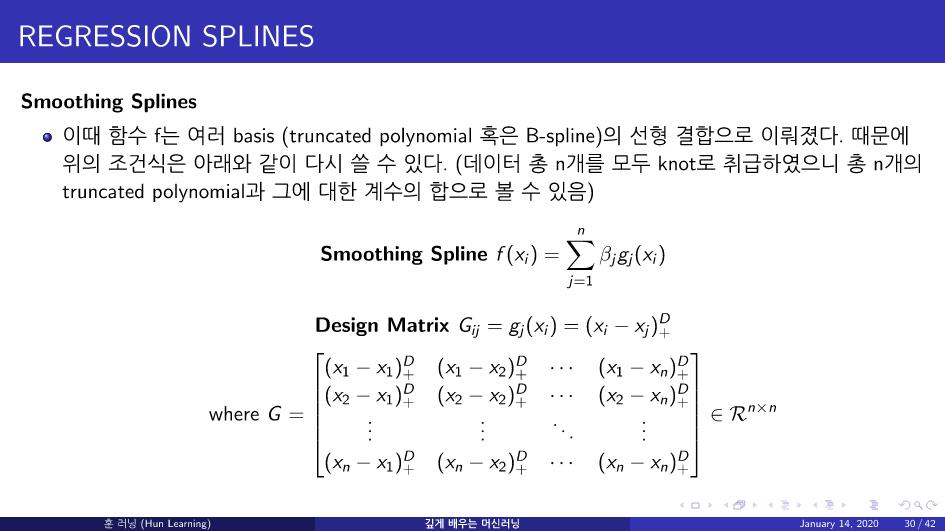 REGRESSION SPLINES
Smoothing Splines
이때 함수 f는 여러 basis (truncated polynomial 혹은 B-spline)의 선형 결합으로 이뤄졌다. 때문에
위의 조건식은 아래와 같이 다시 쓸 수 있다. (데이터 총 n개를 모두 knot로 취급하였으니 총 n개의
truncated polynomial과 그에 대한 계수의 합으로 볼 수 있음)
Smoothing Spline $f(x_i) = \sum_{j=1}^{n} \beta_j g_j(x_i)$
Design Matrix $G_{ij} = g_j(x_i) = (x_i - x_j)_+^D$
where $G = \begin{bmatrix} (x_1 - x_1)_+^D & (x_1 - x_2)_+^D & \cdots & (x_1 - x_n)_+^D \\ (x_2 - x_1)_+^D & (x_2 - x_2)_+^D & \cdots & (x_2 - x_n)_+^D \\ \vdots & \vdots & \ddots & \vdots \\ (x_n - x_1)_+^D & (x_n - x_2)_+^D & \cdots & (x_n - x_n)_+^D \end{bmatrix} \in \mathcal{R}^{n \times n}$
훈 러닝 (Hun Learning) 깊게 배우는 머신러닝 January 14, 2020 30 / 42